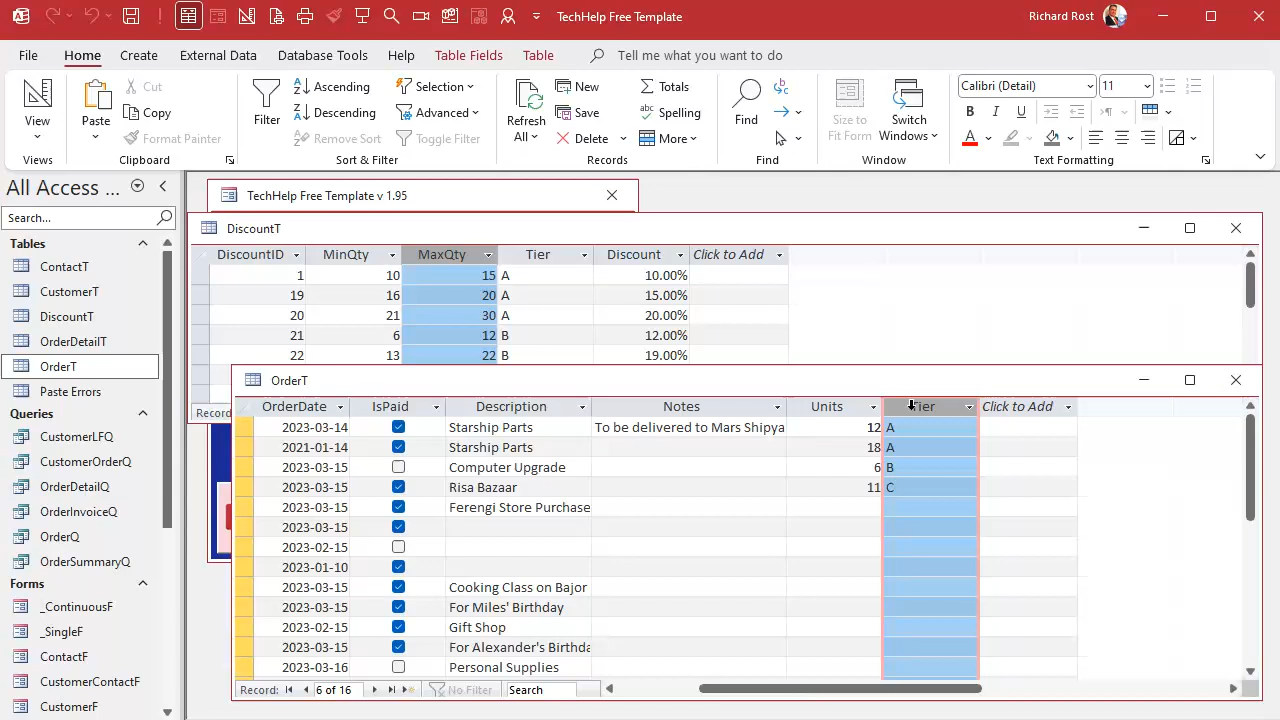 TechHelp Free Template
Richard Rost
File Home Create External Data Database Tools Help Table Fields Table Tell me what you want to do
View
Views
Paste
Cut
Copy
Format Painter
Clipboard
Filter
Ascending
Descending
Remove Sort
Selection
Advanced
Toggle Filter
Sort & Filter
Refresh
All
New
Save
Delete
Totals
Spelling
More
Records
Find
Find
Size to
Fit Form
Switch
Windows
Window
Calibri (Detail) 11
B I U
A
Text Formatting
All Access ...
Search...
Tables
ContactT
CustomerT
DiscountT
OrderDetailT
OrderT
Paste Errors
Queries
CustomerLFQ
CustomerOrderQ
OrderDetailQ
OrderInvoiceQ
OrderQ
OrderSummaryQ
Forms
_ContinuousF
_SingleF
ContactF
CustomerContactF
CustomerF
TechHelp Free Template v 1.95
DiscountT
DiscountID MinQty MaxQty Tier Discount Click to Add
1 10 15 A 10.00%
19 16 20 A 15.00%
20 21 30 A 20.00%
21 6 12 B 12.00%
22 13 22 B 19.00%
Record
OrderT
OrderDate IsPaid Description Notes Units Tier Click to Add
2023-03-14 Starship Parts To be delivered to Mars Shipya 12 A
2021-01-14 Starship Parts 18 A
2023-03-15 Computer Upgrade 6 B
2023-03-15 Risa Bazaar 11 C
2023-03-15 Ferengi Store Purchase
2023-03-15
2023-02-15
2023-01-10
2023-03-15 Cooking Class on Bajor
2023-03-15 For Miles' Birthday
2023-02-15 Gift Shop
2023-03-15 For Alexander's Birthda
2023-03-16 Personal Supplies
Record: 6 of 16 No Filter Search